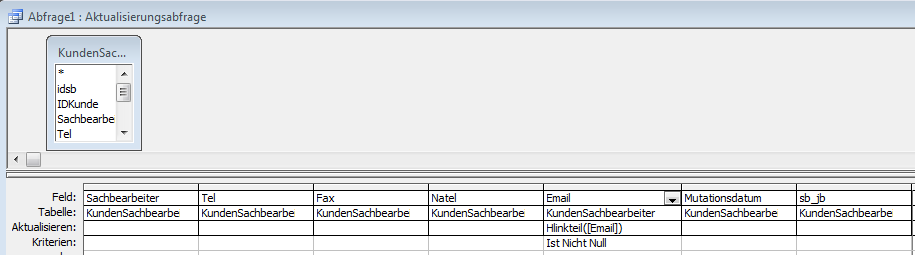 Abfrage1 : Aktualisierungsabfrage
KundenSac...
*
idsb
IDKunde
Sachbearbe
Tel
Feld: Sachbearbeiter Tel Fax Natel Email Mutationsdatum sb_jb
Tabelle: KundenSachbearbe KundenSachbearbe KundenSachbearbe KundenSachbearbe KundenSachbearbeiter KundenSachbearbe KundenSachbearbe
Aktualisieren: Hlinkteil([Email])
Kriterien: Ist Nicht Null